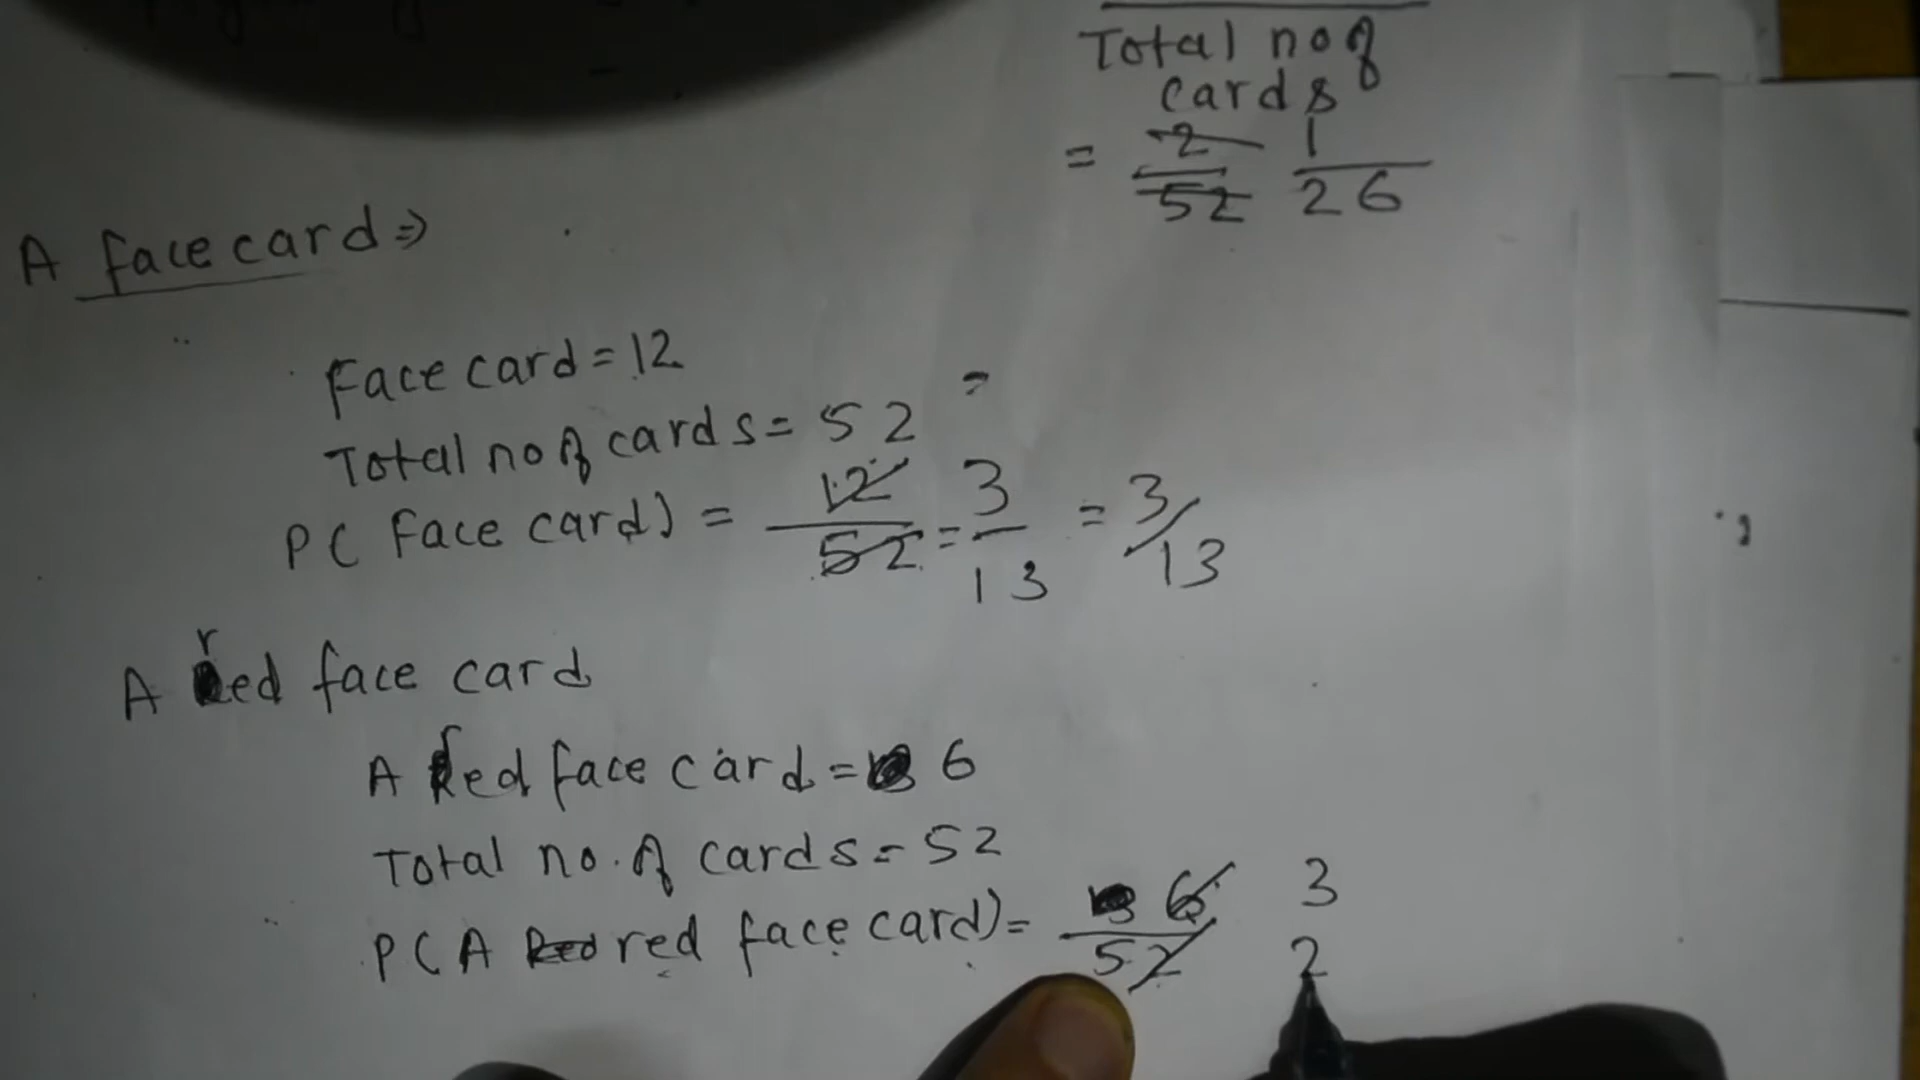 Total no of
cards
= 2/52 1/26
A face card ⇒
Face card = 12
=
Total no of cards = 52
P( Face card) = 12/52 = 3/13 = 3/13
A red face card
A red face card = 6
Total no. of cards = 52
P(A red face card) = 6/52 3/2